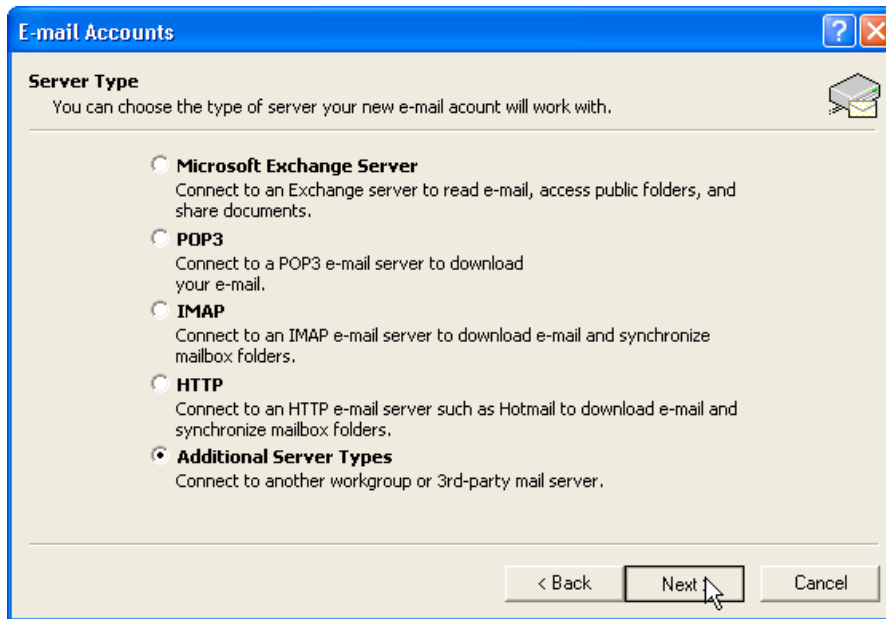 E-mail Accounts
?
Server Type
You can choose the type of server your new e-mail acount will work with.
Microsoft Exchange Server
Connect to an Exchange server to read e-mail, access public folders, and
share documents.
POP3
Connect to a POP3 e-mail server to download
your e-mail.
IMAP
Connect to an IMAP e-mail server to download e-mail and synchronize
mailbox folders.
HTTP
Connect to an HTTP e-mail server such as Hotmail to download e-mail and
synchronize mailbox folders.
Additional Server Types
Connect to another workgroup or 3rd-party mail server.
< Back Next Cancel